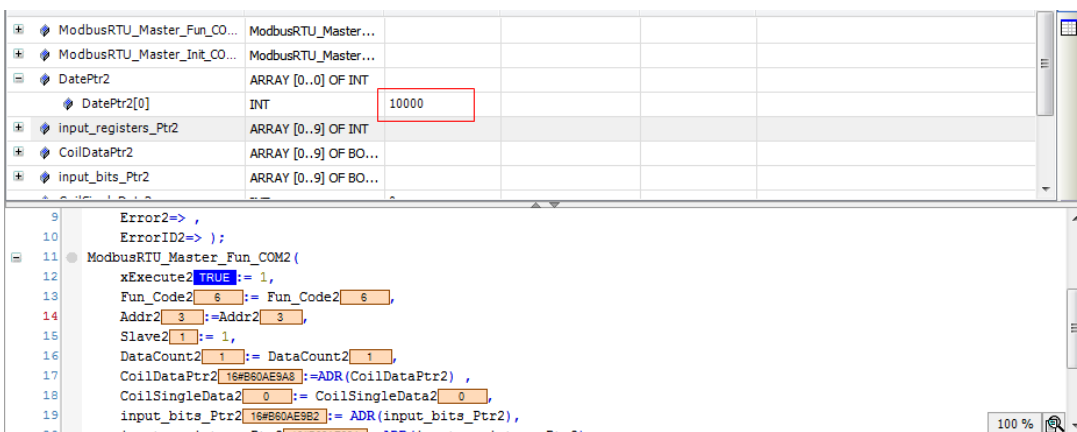 ModbusRTU_Master_Fun_CO... ModbusRTU_Master...
ModbusRTU_Master_Init_CO... ModbusRTU_Master...
DatePtr2 ARRAY [0..0] OF INT
DatePtr2[0] INT 10000
input_registers_Ptr2 ARRAY [0..9] OF INT
CoilDataPtr2 ARRAY [0..9] OF BO...
input_bits_Ptr2 ARRAY [0..9] OF BO...
9 Error2=> ,
10 ErrorID2=> );
11 ModbusRTU_Master_Fun_COM2(
12 xExecute2 TRUE := 1,
13 Fun_Code2 6 := Fun_Code2 6 ,
14 Addr2 3 :=Addr2 3 ,
15 Slave2 1 := 1,
16 DataCount2 1 := DataCount2 1 ,
17 CoilDataPtr2 16#B60AE9A8 :=ADR(CoilDataPtr2) ,
18 CoilSingleData2 0 := CoilSingleData2 0 ,
19 input_bits_Ptr2 16#B60AE9B2 := ADR(input_bits_Ptr2),
100 %